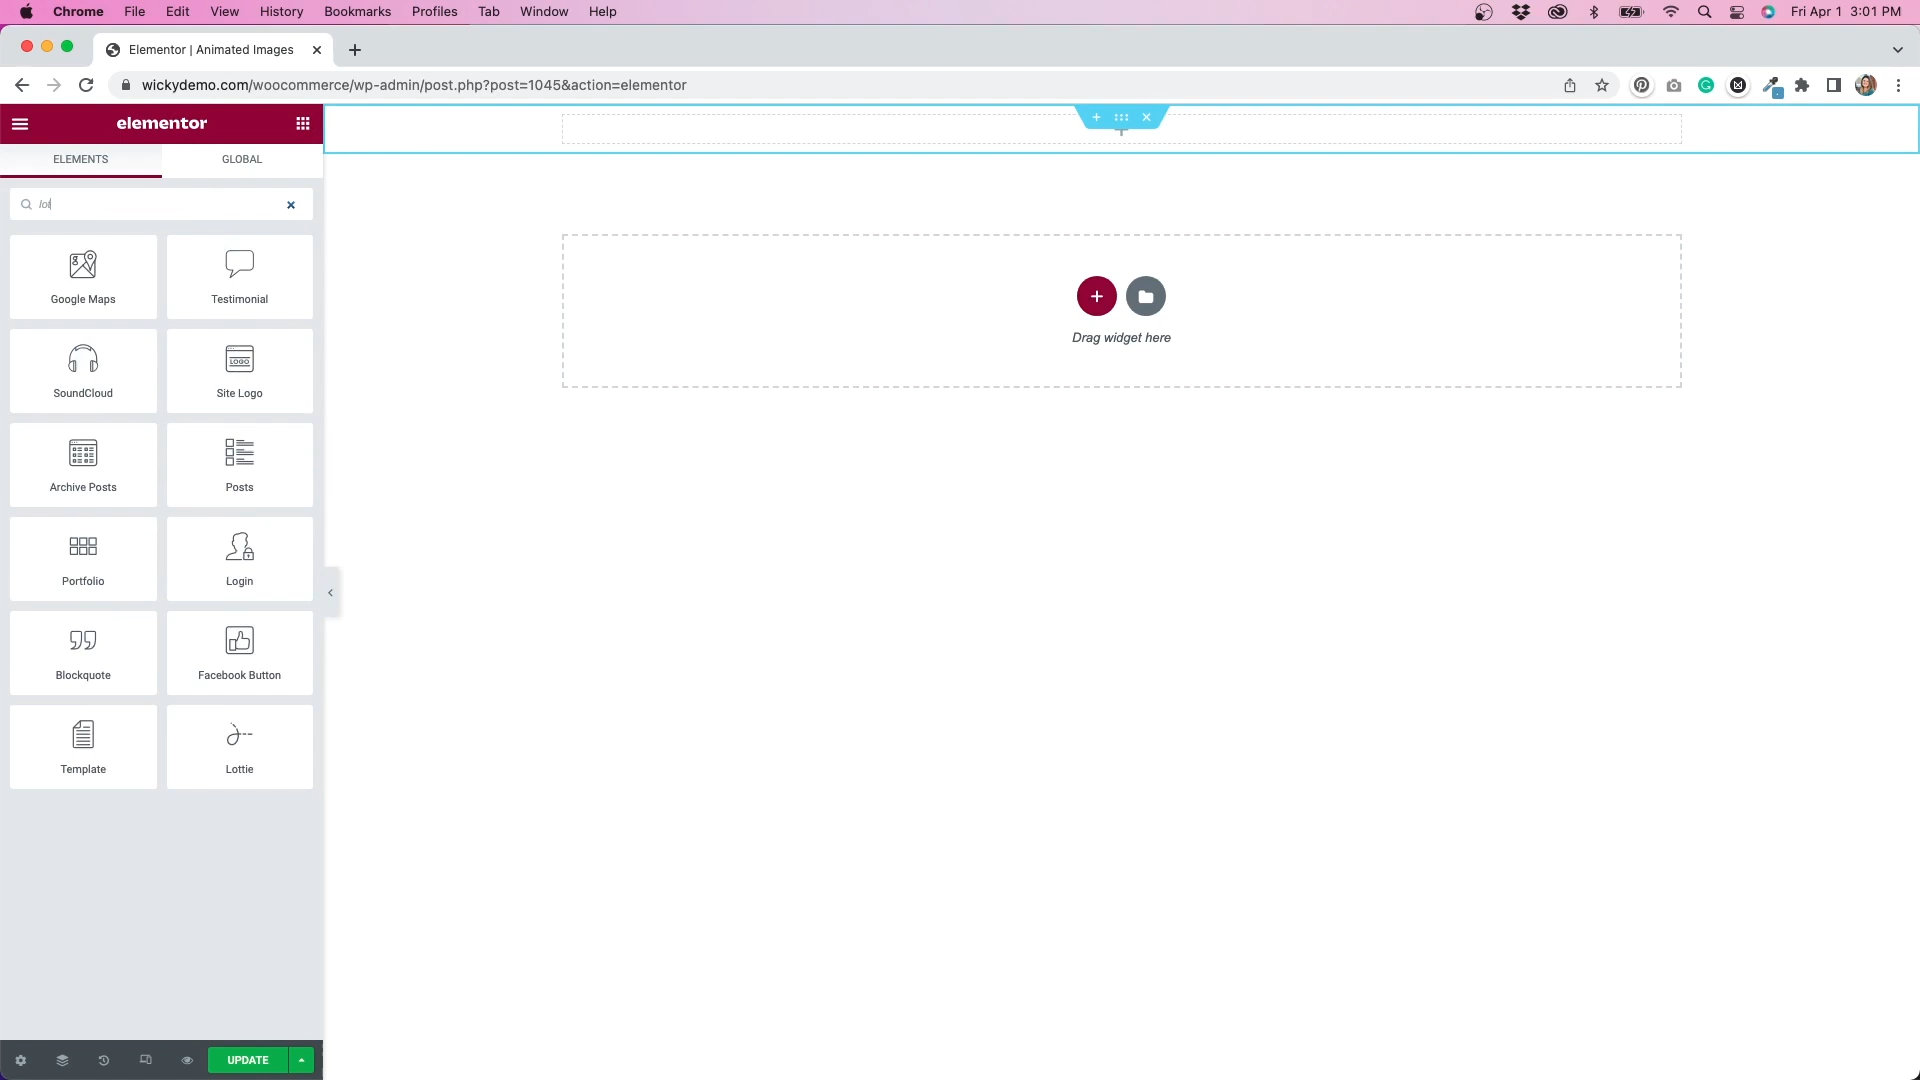 Chrome File Edit View History Bookmarks Profiles Tab Window Help Fri Apr 1 3:01 PM
Elementor | Animated Images
wickydemo.com/woocommerce/wp-admin/post.php?post=1045&action=elementor
elementor
ELEMENTS GLOBAL
lot
Google Maps Testimonial
LOGO
SoundCloud Site Logo
Archive Posts Posts
Portfolio Login
Blockquote Facebook Button
Template Lottie
UPDATE
Drag widget here